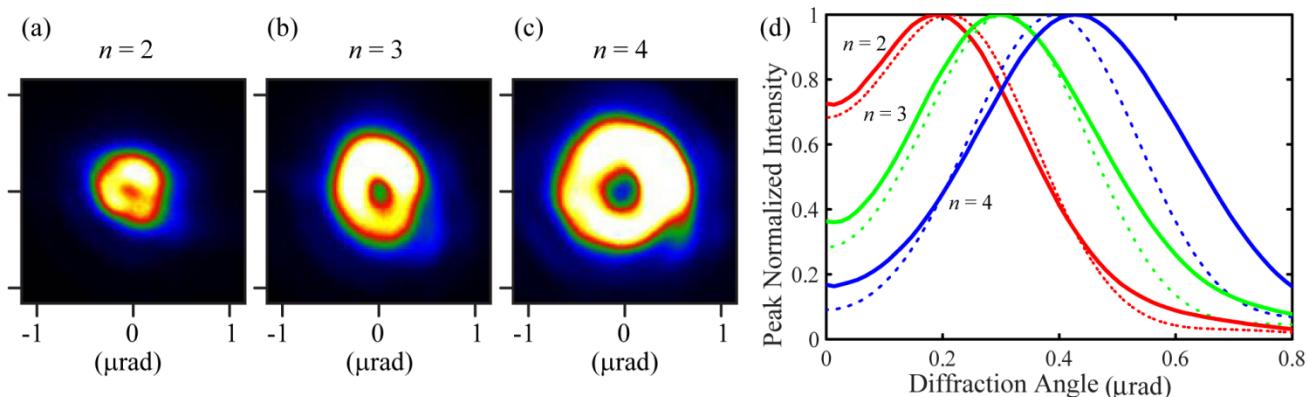 (a)
n = 2
-1 0 1
(μrad)
(b)
n = 3
-1 0 1
(μrad)
(c)
n = 4
-1 0 1
(μrad)
(d)
Peak Normalized Intensity
1
0.8
0.6
0.4
0.2
0
n = 2
n = 3
n = 4
0 0.2 0.4 0.6 0.8
Diffraction Angle (μrad)